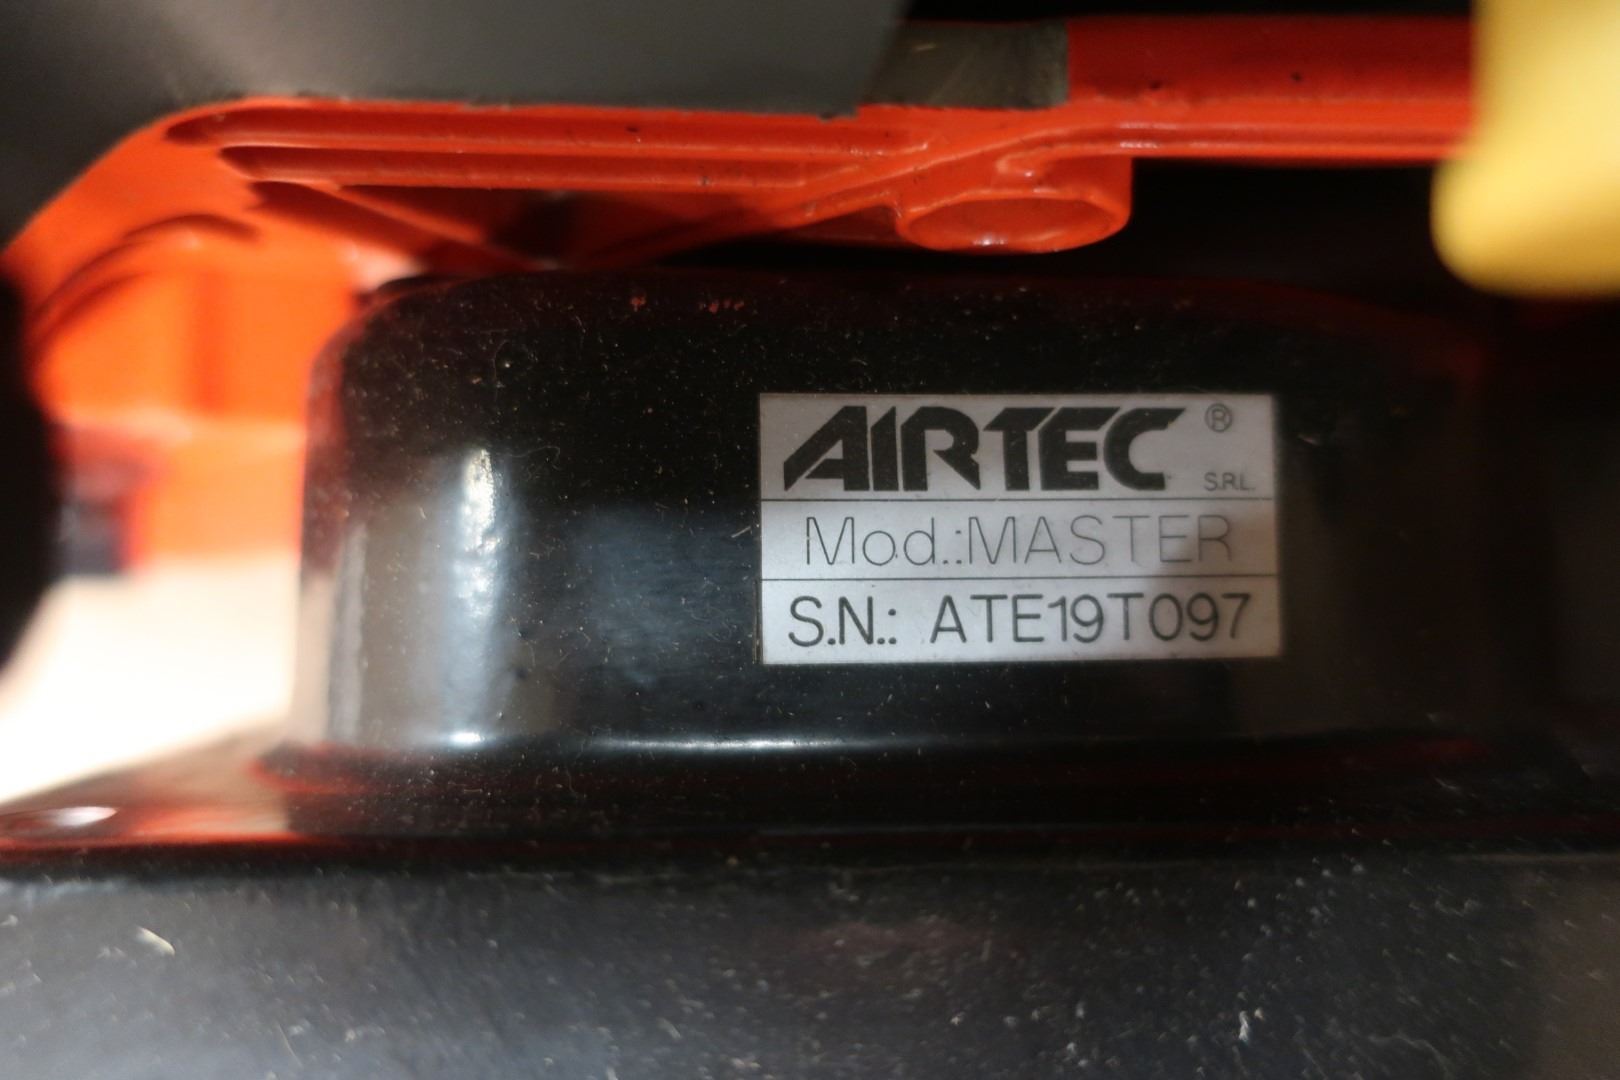 AIRTEC ®
S.R.L.
Mod.:MASTER
S.N.: ATE19T097